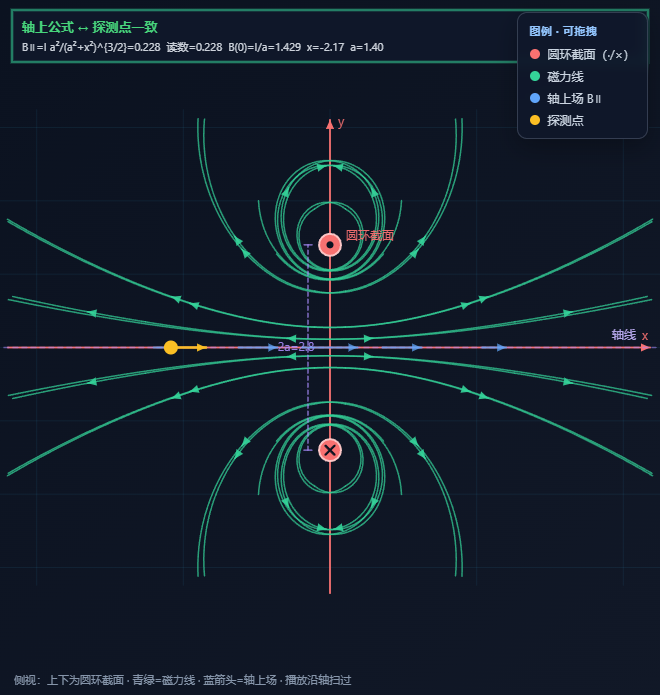 轴上公式 ↔ 探测点一致
B∥=I a²/(a²+x²)^{3/2}=0.228 读数=0.228 B(0)=I/a=1.429 x=-2.17 a=1.40
图例 · 可拖拽
圆环截面（·/×）
磁力线
轴上场 B∥
探测点
y
圆环截面
轴线 x
2a=2.8
侧视：上下为圆环截面 · 青绿=磁力线 · 蓝箭头=轴上场 · 播放沿轴扫过